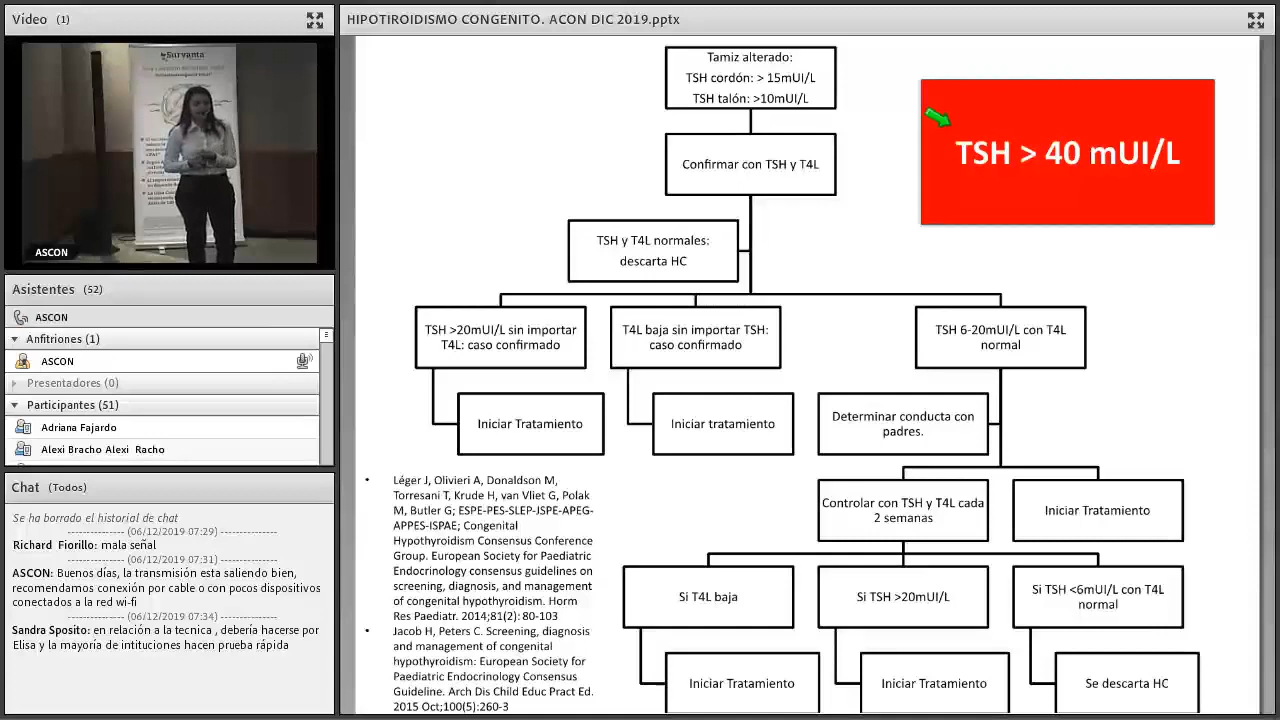 Vídeo (1)
Survanta
ASCON
Asistentes (52)
ASCON
Anfitriones (1)
ASCON
Presentadores (0)
Participantes (51)
Adriana Fajardo
Alexi Bracho Alexi Racho
Chat (Todos)
Se ha borrado el historial de chat
--------------- (06/12/2019 07:29) ---------------
Richard Fiorillo: mala señal
--------------- (06/12/2019 07:31) ---------------
ASCON: Buenos días, la transmisión esta saliendo bien,
recomendamos conexión por cable o con pocos dispositivos
conectados a la red wi-fi
--------------- (06/12/2019 07:34) ---------------
Sandra Sposito: en relación a la tecnica , debería hacerse por
Elisa y la mayoría de intituciones hacen prueba rápida
HIPOTIROIDISMO CONGENITO. ACON DIC 2019.pptx
Tamiz alterado:
TSH cordón: > 15mUI/L
TSH talón: >10mUI/L
TSH > 40 mUI/L
Confirmar con TSH y T4L
TSH y T4L normales:
descarta HC
TSH >20mUI/L sin importar
T4L: caso confirmado
T4L baja sin importar TSH:
caso confirmado
TSH 6-20mUI/L con T4L
normal
Iniciar Tratamiento
Iniciar tratamiento
Determinar conducta con
padres.
Controlar con TSH y T4L cada
2 semanas
Iniciar Tratamiento
Si T4L baja
Si TSH >20mUI/L
Si TSH <6mUI/L con T4L
normal
Iniciar Tratamiento
Iniciar Tratamiento
Se descarta HC
• Léger J, Olivieri A, Donaldson M,
Torresani T, Krude H, van Vliet G, Polak
M, Butler G; ESPE-PES-SLEP-JSPE-APEG-
APPES-ISPAE; Congenital
Hypothyroidism Consensus Conference
Group. European Society for Paediatric
Endocrinology consensus guidelines on
screening, diagnosis, and management
of congenital hypothyroidism. Horm
Res Paediatr. 2014;81(2): 80-103
• Jacob H, Peters C. Screening, diagnosis
and management of congenital
hypothyroidism: European Society for
Paediatric Endocrinology Consensus
Guideline. Arch Dis Child Educ Pract Ed.
2015 Oct;100(5):260-3